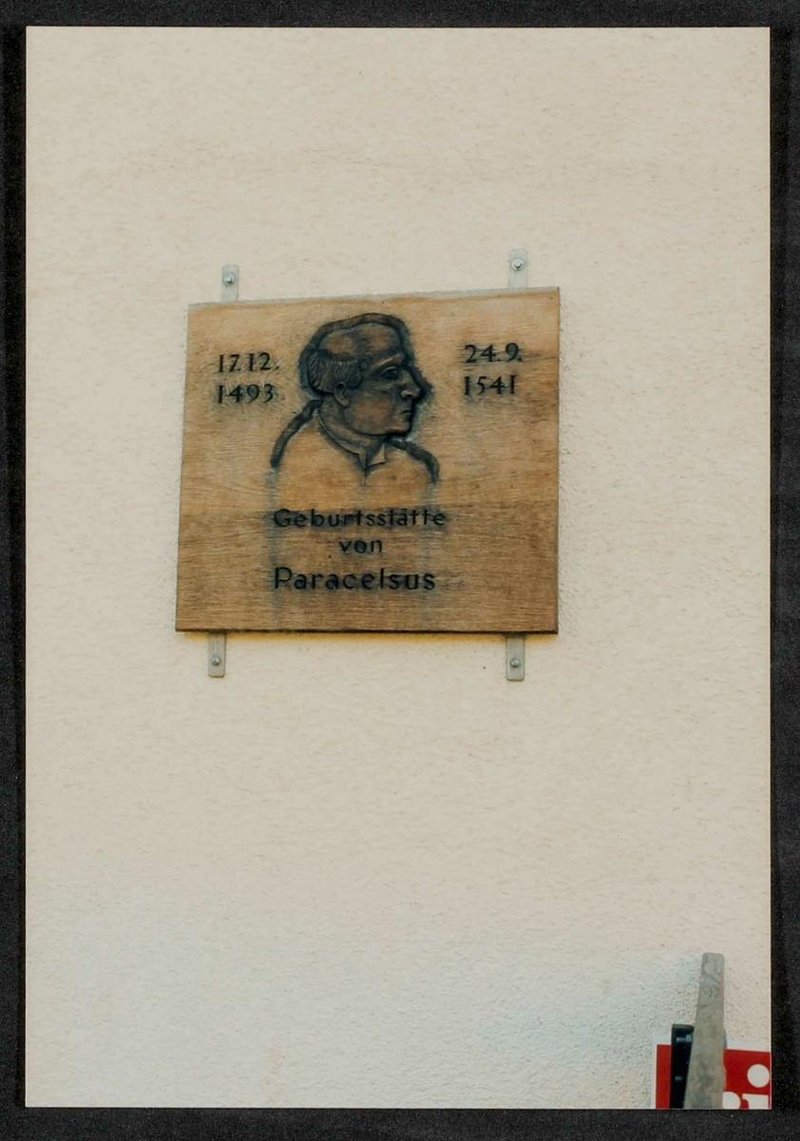 17.12.
1493
24.9.
1541
Geburtsstätte
von
Paracelsus